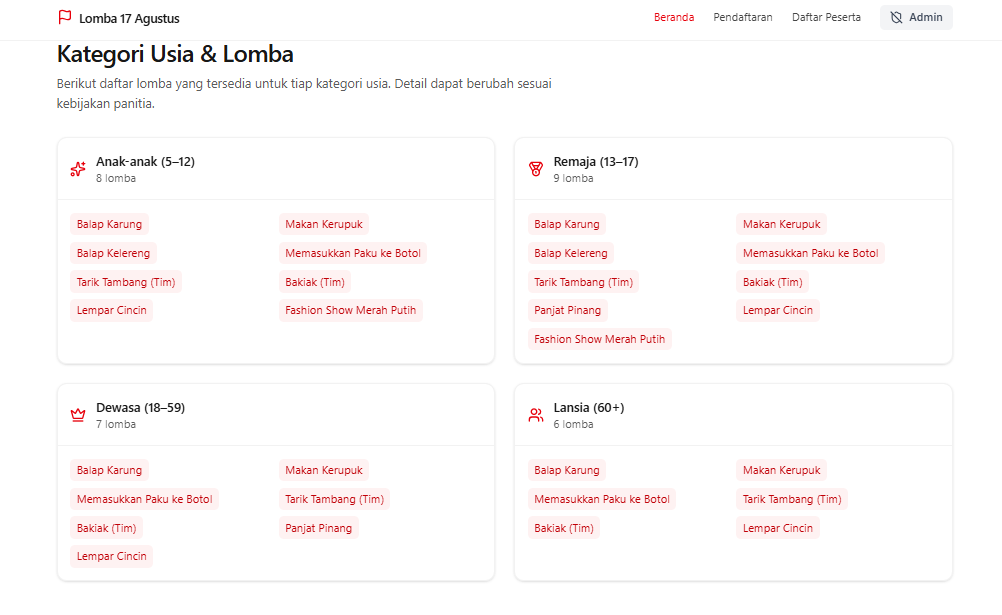 Lomba 17 Agustus
Beranda
Pendaftaran
Daftar Peserta
Admin
Kategori Usia & Lomba
Berikut daftar lomba yang tersedia untuk tiap kategori usia. Detail dapat berubah sesuai
kebijakan panitia.
Anak-anak (5–12)
8 lomba
Balap Karung
Makan Kerupuk
Balap Kelereng
Memasukkan Paku ke Botol
Tarik Tambang (Tim)
Bakiak (Tim)
Lempar Cincin
Fashion Show Merah Putih
Remaja (13–17)
9 lomba
Balap Karung
Makan Kerupuk
Balap Kelereng
Memasukkan Paku ke Botol
Tarik Tambang (Tim)
Bakiak (Tim)
Panjat Pinang
Lempar Cincin
Fashion Show Merah Putih
Dewasa (18–59)
7 lomba
Balap Karung
Makan Kerupuk
Memasukkan Paku ke Botol
Tarik Tambang (Tim)
Bakiak (Tim)
Panjat Pinang
Lempar Cincin
Lansia (60+)
6 lomba
Balap Karung
Makan Kerupuk
Memasukkan Paku ke Botol
Tarik Tambang (Tim)
Bakiak (Tim)
Lempar Cincin